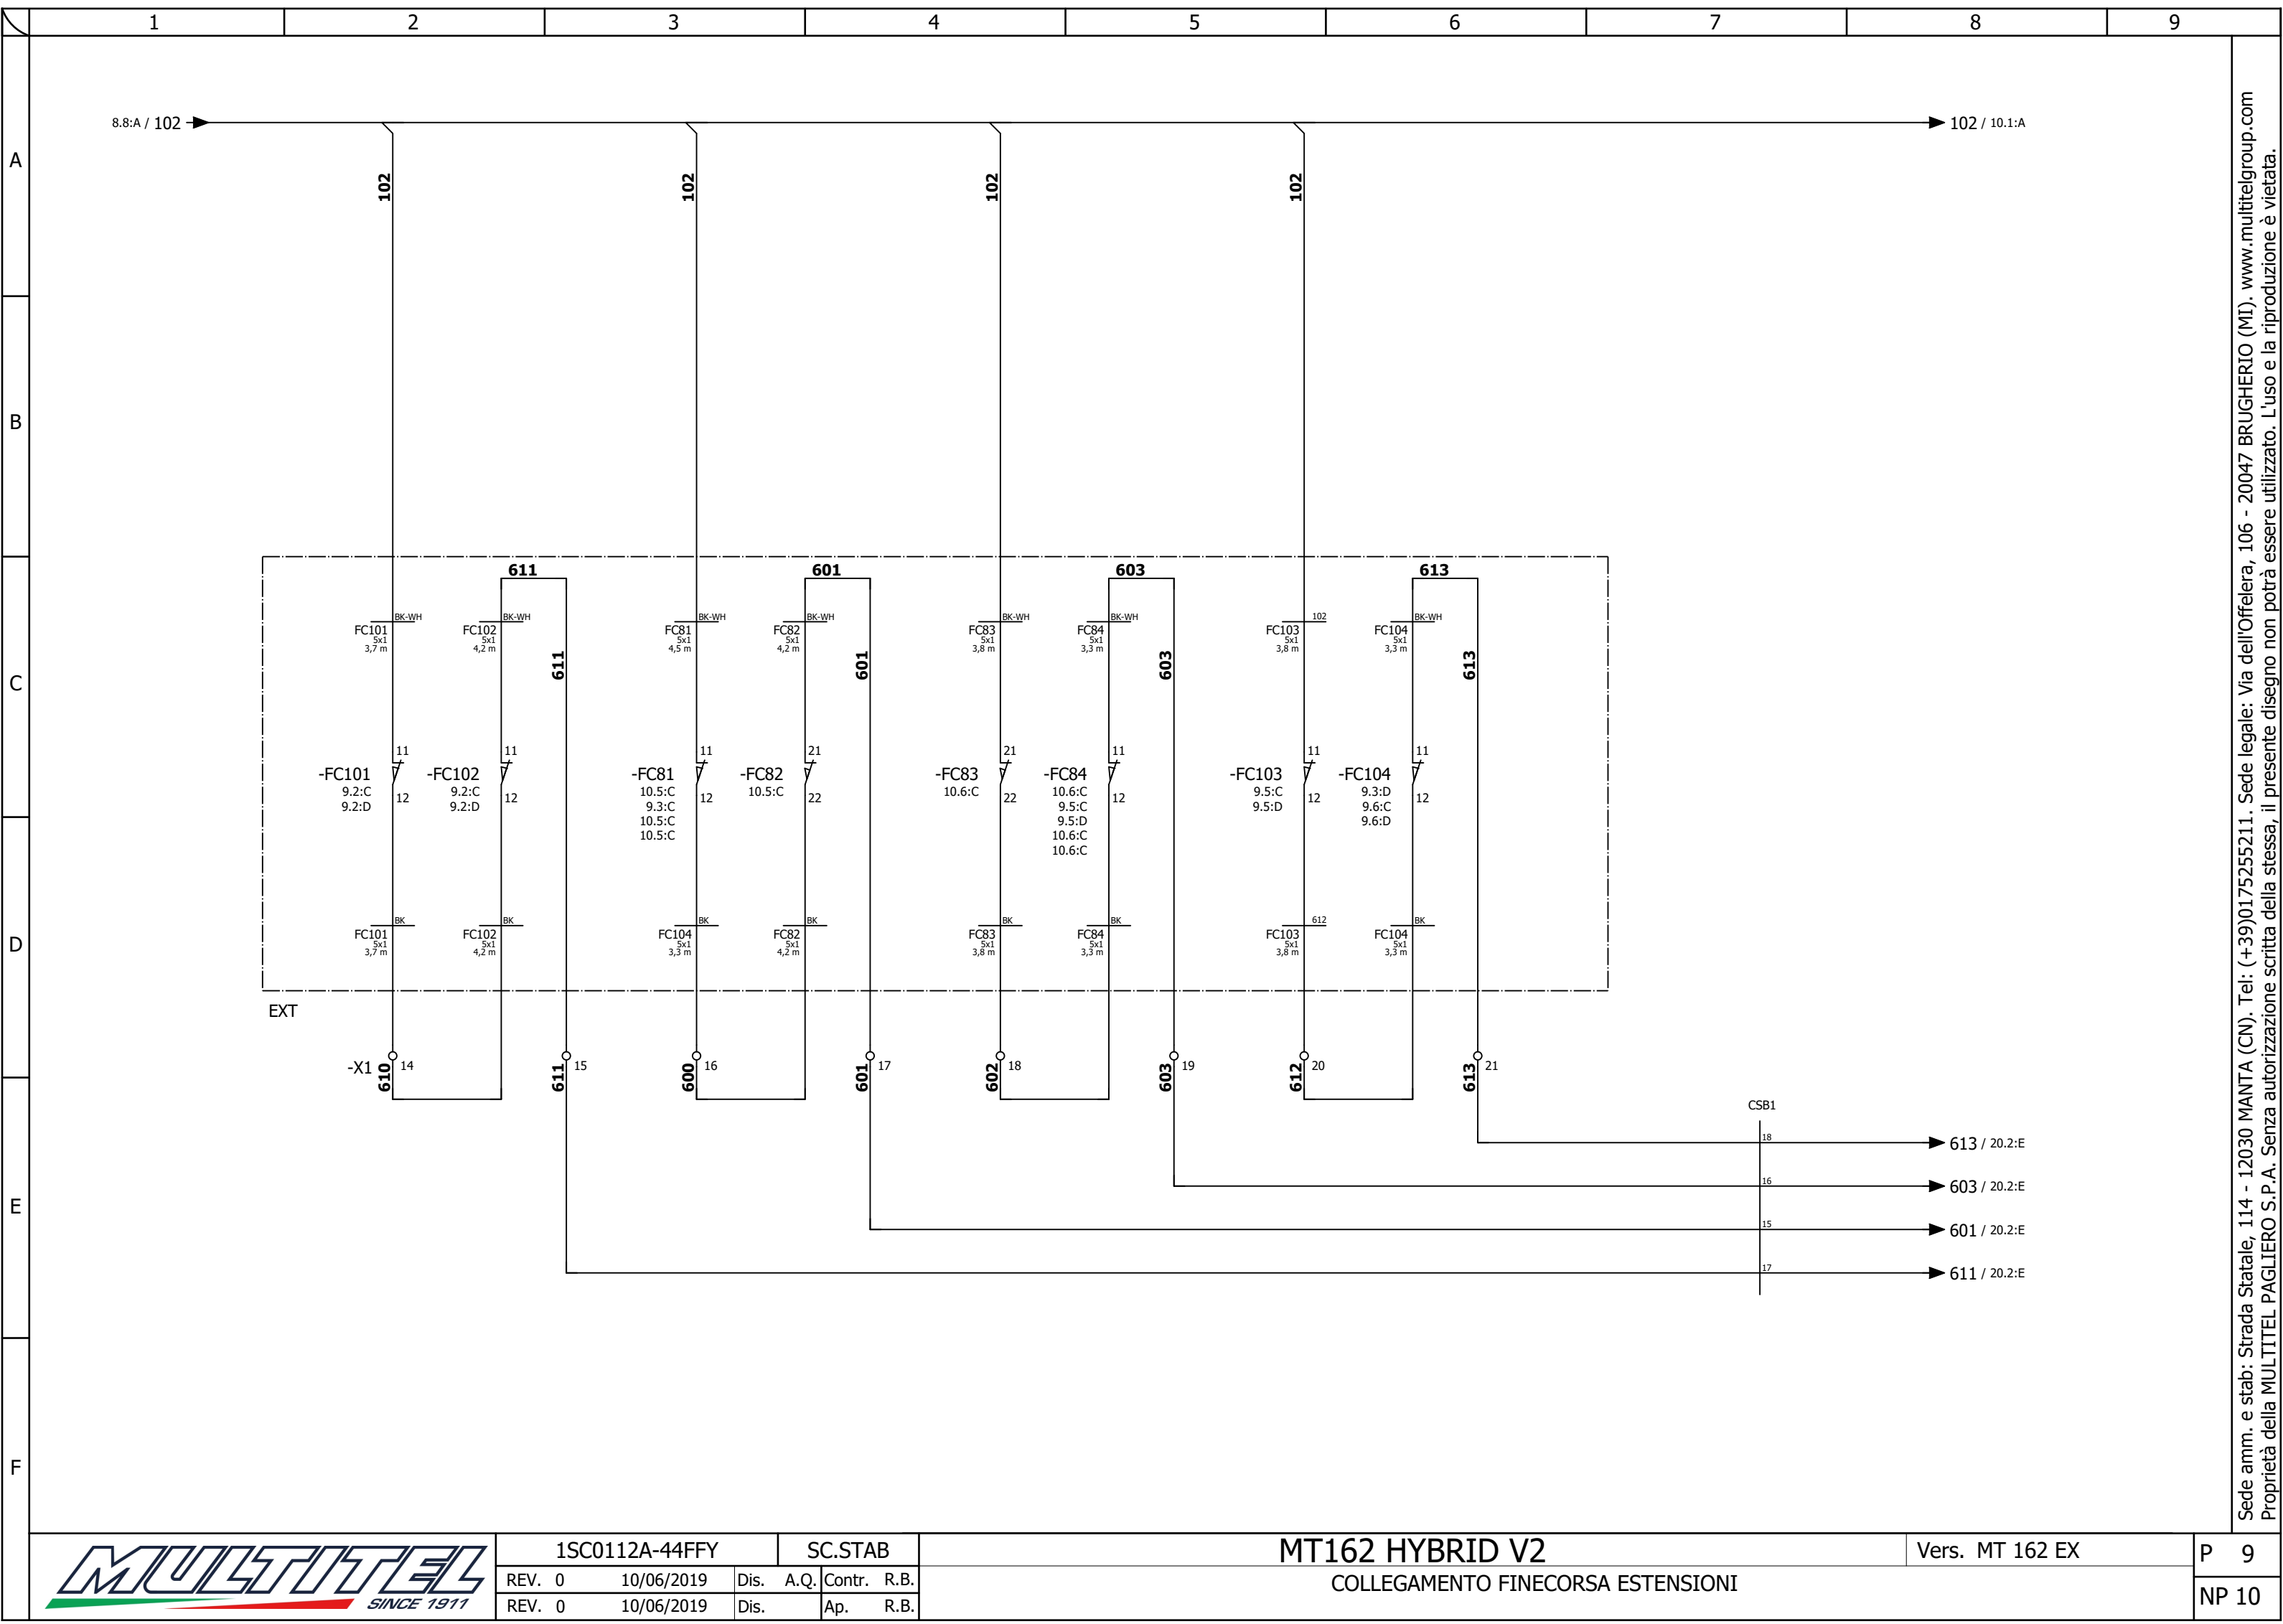 1 2 3 4 5 6 7 8 9
A
B
C
D
E
F
8.8:A / 102
102 / 10.1:A
102 102 102 102
611 601 603 613
BK-WH BK-WH BK-WH BK-WH BK-WH BK-WH 102 BK-WH
FC101 FC102 FC81 FC82 FC83 FC84 FC103 FC104
5x1 5x1 5x1 5x1 5x1 5x1 5x1 5x1
3,7 m 4,2 m 4,5 m 4,2 m 3,8 m 3,3 m 3,8 m 3,3 m
611 601 603 613
11 11 11 21 21 11 11 11
-FC101
9.2:C
9.2:D
-FC102
9.2:C
9.2:D
-FC81
10.5:C
9.3:C
10.5:C
10.5:C
-FC82
10.5:C
-FC83
10.6:C
-FC84
10.6:C
9.5:C
9.5:D
10.6:C
10.6:C
-FC103
9.5:C
9.5:D
-FC104
9.3:D
9.6:C
9.6:D
12 12 12 22 22 12 12 12
BK BK BK BK BK BK 612 BK
FC101 FC102 FC104 FC82 FC83 FC84 FC103 FC104
5x1 5x1 5x1 5x1 5x1 5x1 5x1 5x1
3,7 m 4,2 m 3,3 m 4,2 m 3,8 m 3,3 m 3,8 m 3,3 m
EXT
-X1 14 15 16 17 18 19 20 21
610 611 600 601 602 603 612 613
CSB1
18 613 / 20.2:E
16 603 / 20.2:E
15 601 / 20.2:E
17 611 / 20.2:E
Sede amm. e stab: Strada Statale, 114 - 12030 MANTA (CN). Tel: (+39)0175255211. Sede legale: Via dell'Offelera, 106 - 20047 BRUGHERIO (MI). www.multitelgroup.com
Proprietà della MULTITEL PAGLIERO S.P.A. Senza autorizzazione scritta della stessa, il presente disegno non potrà essere utilizzato. L'uso e la riproduzione è vietata.
MULTITEL
SINCE 1911
1SC0112A-44FFY SC.STAB
REV. 0 10/06/2019 Dis. A.Q. Contr. R.B.
REV. 0 10/06/2019 Dis. Ap. R.B.
MT162 HYBRID V2
COLLEGAMENTO FINECORSA ESTENSIONI
Vers. MT 162 EX
P 9
NP 10